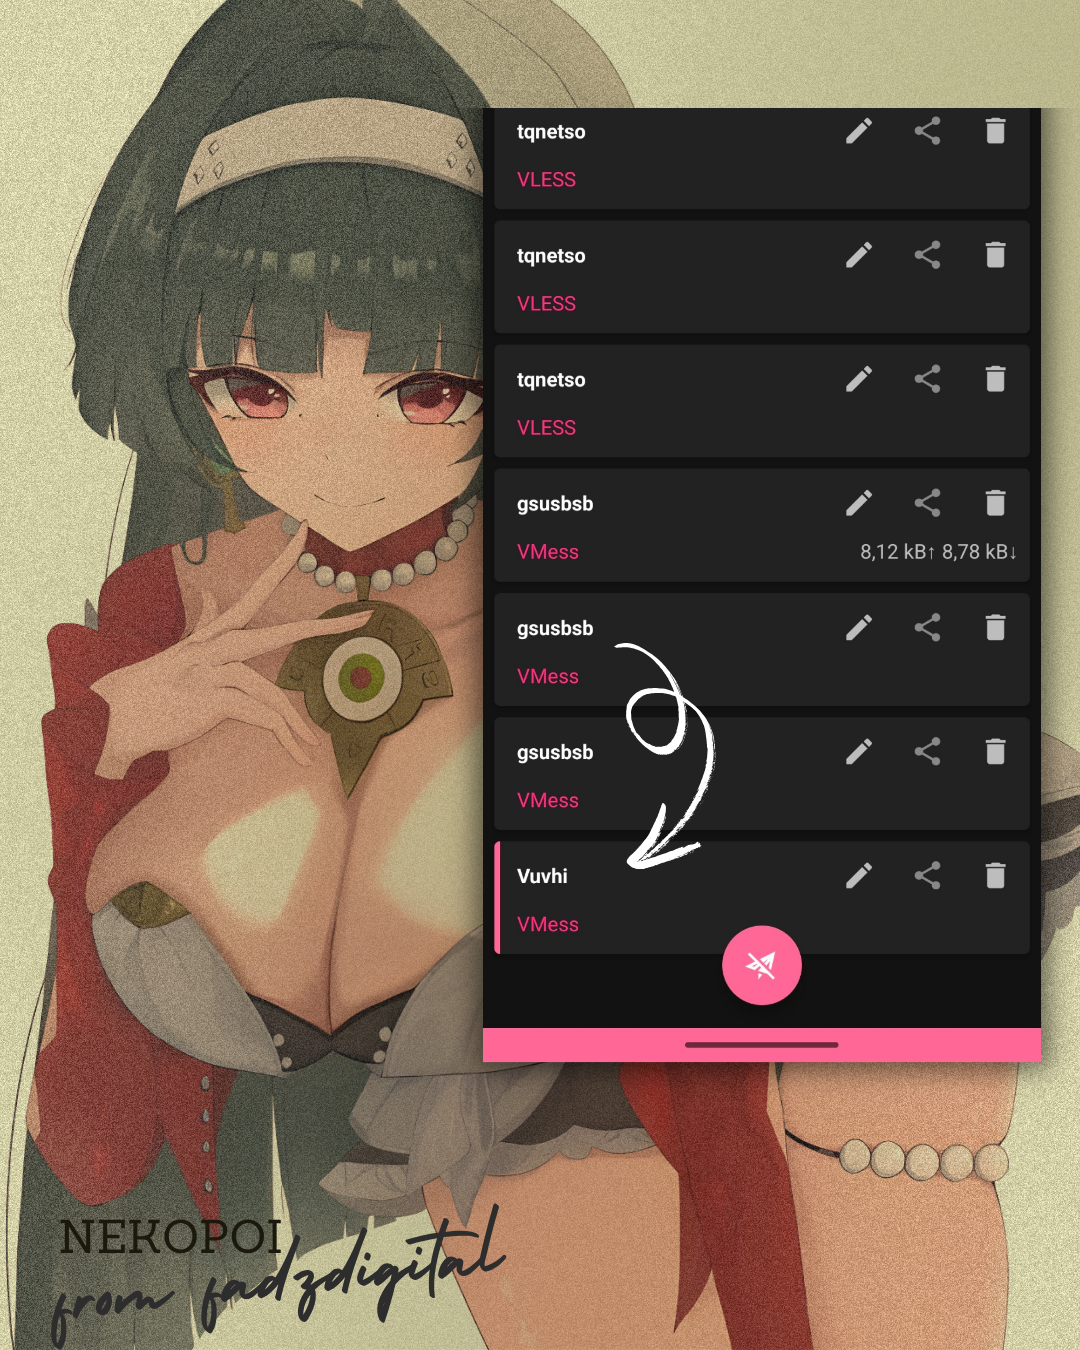 tqnetso
VLESS
tqnetso
VLESS
tqnetso
VLESS
gsusbsb
VMess 8,12 kB↑ 8,78 kB↓
gsusbsb
VMess
gsusbsb
VMess
Vuvhi
VMess
NEKOPOI
from fadzdigital